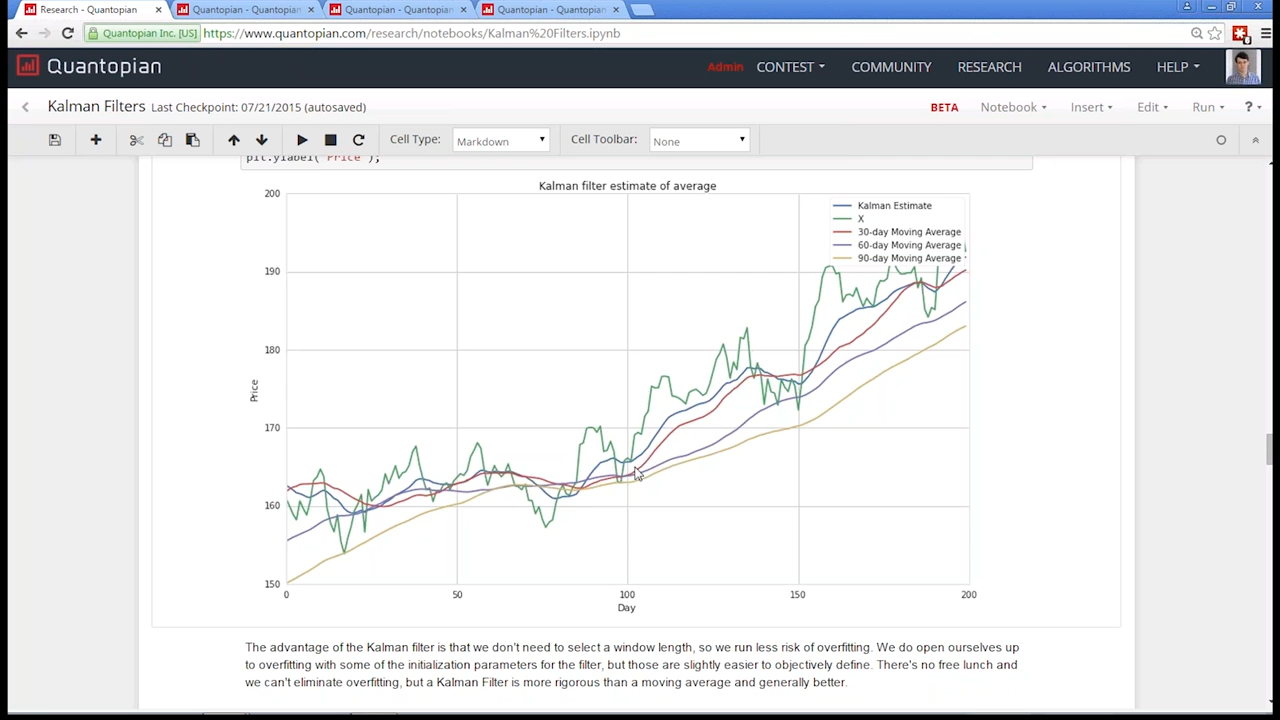 Research - Quantopian
Quantopian - Quantopian
Quantopian - Quantopian
Quantopian - Quantopian
Quantopian Inc. [US] https://www.quantopian.com/research/notebooks/Kalman%20Filters.ipynb
Quantopian Admin CONTEST COMMUNITY RESEARCH ALGORITHMS HELP
Kalman Filters Last Checkpoint: 07/21/2015 (autosaved) BETA Notebook Insert Edit Run ?
Cell Type: Markdown Cell Toolbar: None
plt.ylabel('Price');
Kalman filter estimate of average
200
190
180
170
160
150
Price
Kalman Estimate
X
30-day Moving Average
60-day Moving Average
90-day Moving Average
0 50 100 150 200
Day
The advantage of the Kalman filter is that we don't need to select a window length, so we run less risk of overfitting. We do open ourselves up
to overfitting with some of the initialization parameters for the filter, but those are slightly easier to objectively define. There's no free lunch and
we can't eliminate overfitting, but a Kalman Filter is more rigorous than a moving average and generally better.